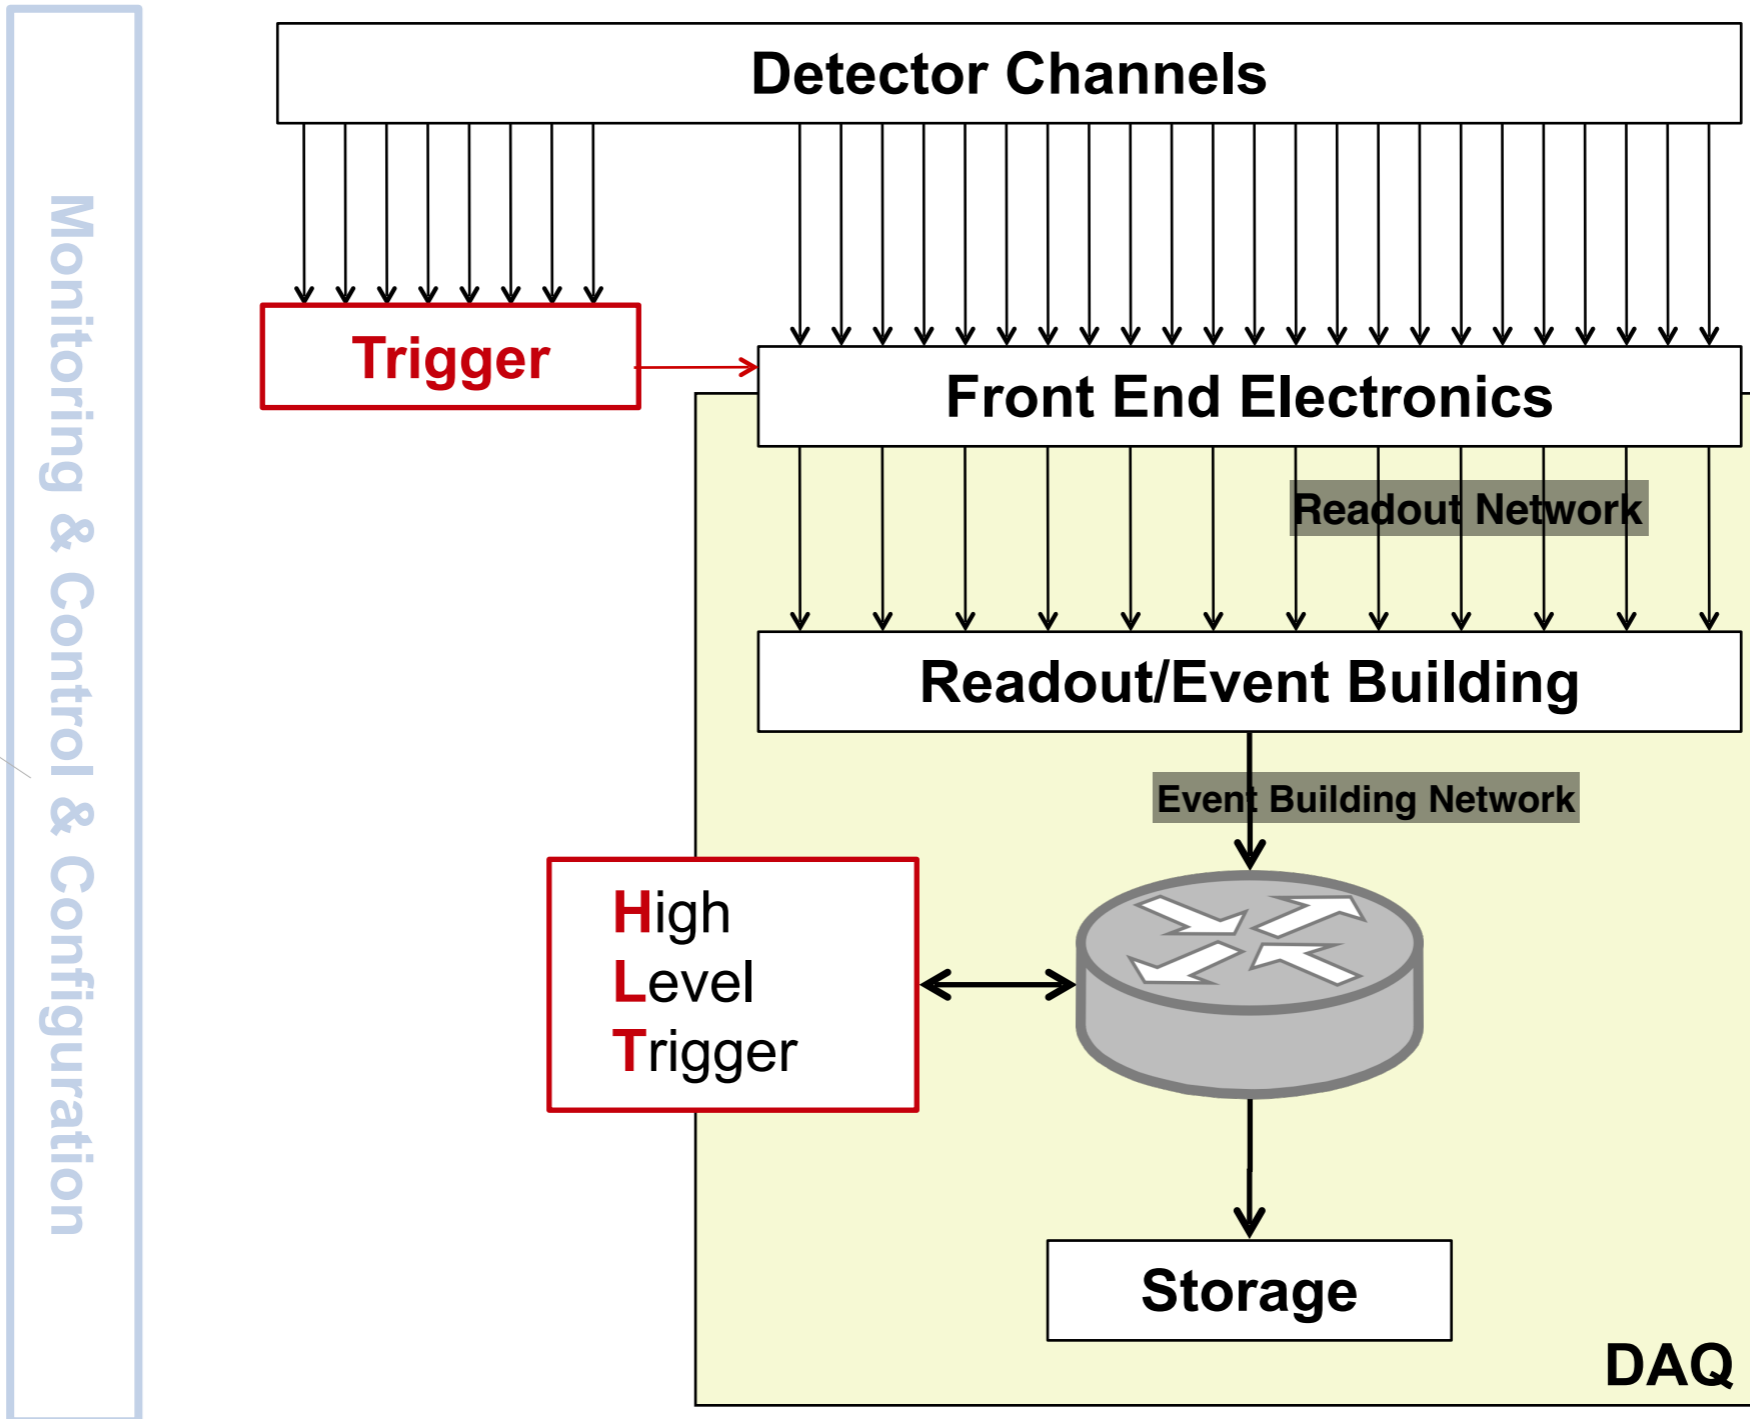 Monitoring & Control & Configuration
Detector Channels
Trigger
Front End Electronics
Readout Network
Readout/Event Building
Event Building Network
High
Level
Trigger
Storage
DAQ